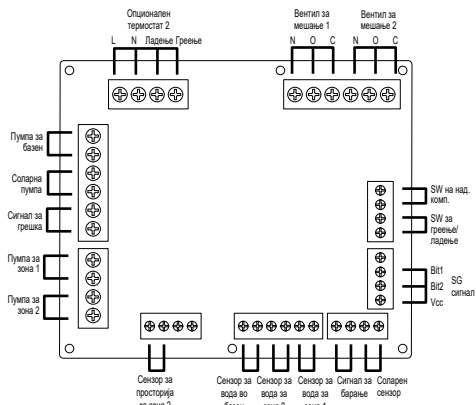 Опционален
термостат 2
L N Ладење Греење
Вентил за
мешање 1
N O C
Вентил за
мешање 2
N O C
Пумпа за
базен
Соларна
пумпа
Сигнал за
грешка
Пумпа за
зона 1
Пумпа за
зона 2
SW на над.
комп.
SW за
греење/
ладење
Bit1
Bit2
Vcc
SG
сигнал
Сензор за
просторија
Сензор за
вода во
Сензор за
вода за
Сензор за
вода за
Сигнал за
барање
Соларен
сензор